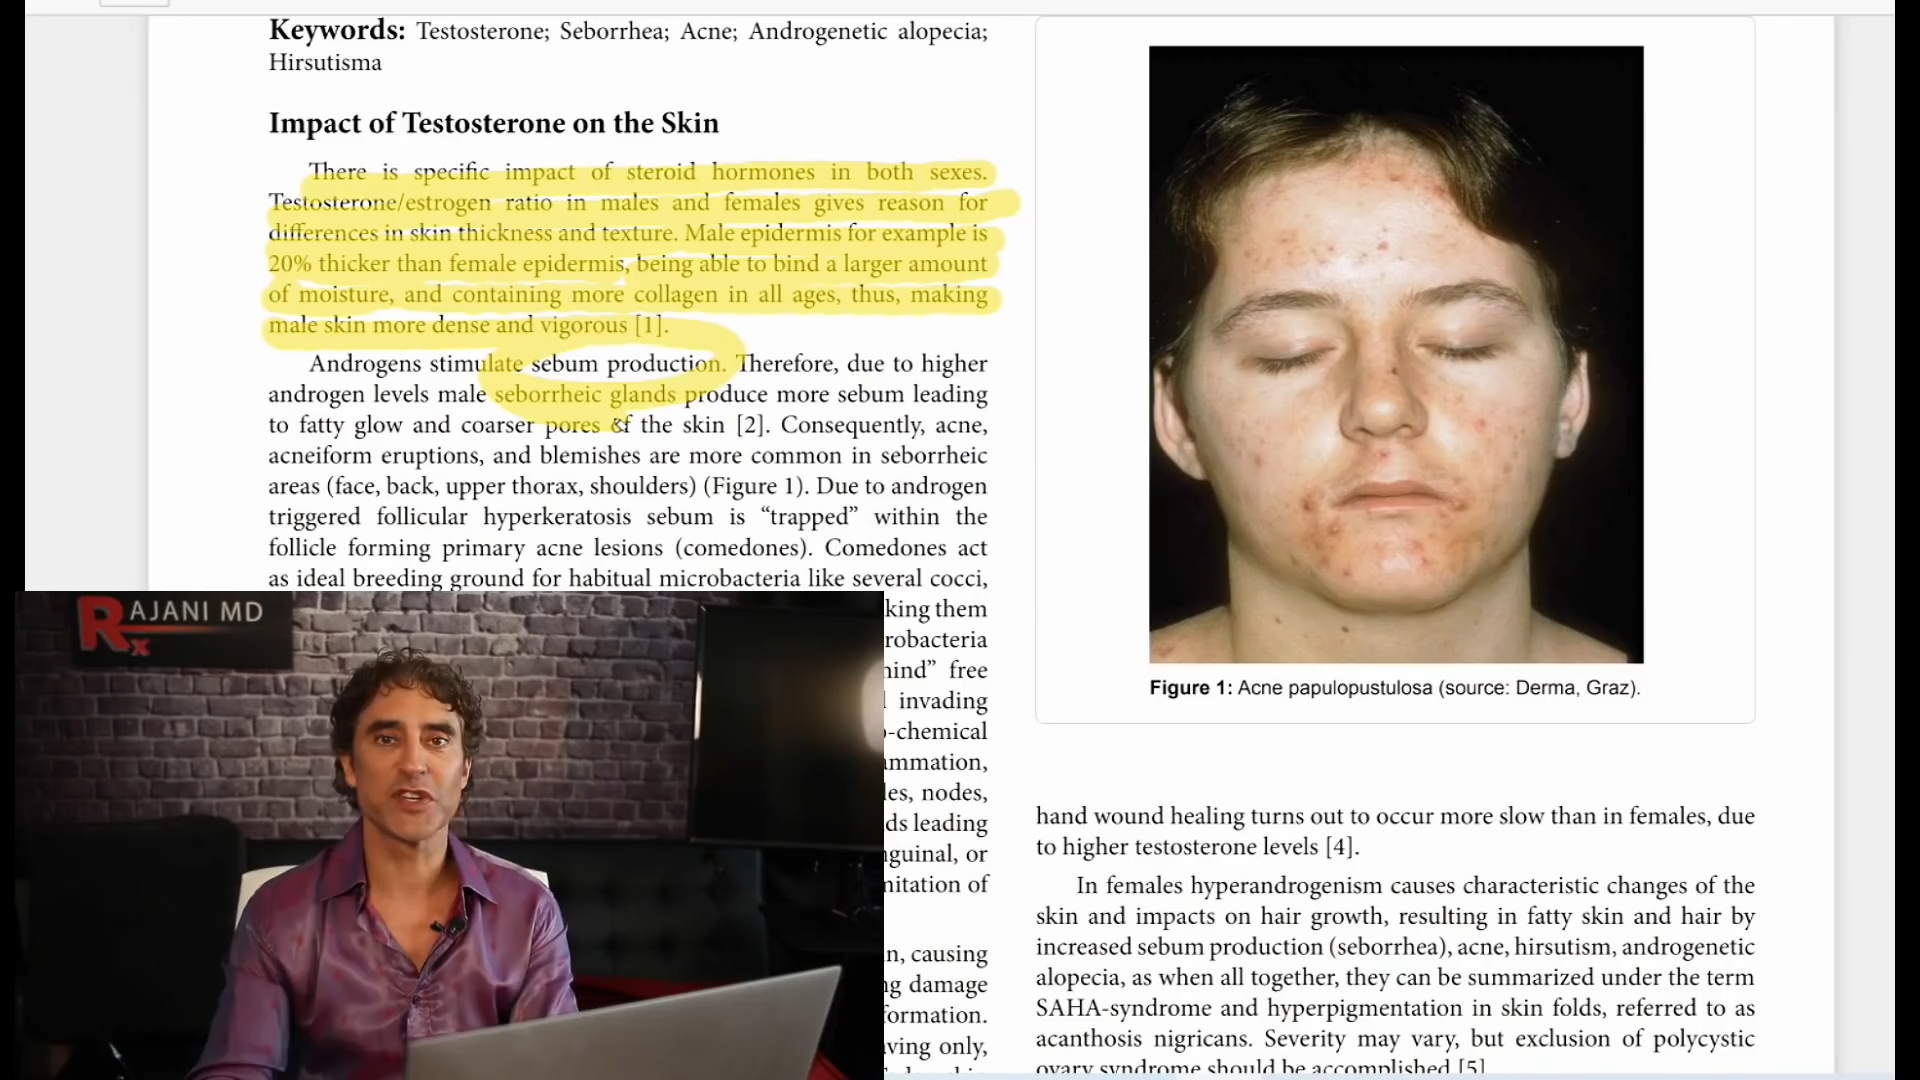 Keywords: Testosterone; Seborrhea; Acne; Androgenetic alopecia;
Hirsutisma
Impact of Testosterone on the Skin
There is specific impact of steroid hormones in both sexes.
Testosterone/estrogen ratio in males and females gives reason for
differences in skin thickness and texture. Male epidermis for example is
20% thicker than female epidermis, being able to bind a larger amount
of moisture, and containing more collagen in all ages, thus, making
male skin more dense and vigorous [1].
Androgens stimulate sebum production. Therefore, due to higher
androgen levels male seborrheic glands produce more sebum leading
to fatty glow and coarser pores of the skin [2]. Consequently, acne,
acneiform eruptions, and blemishes are more common in seborrheic
areas (face, back, upper thorax, shoulders) (Figure 1). Due to androgen
triggered follicular hyperkeratosis sebum is “trapped” within the
follicle forming primary acne lesions (comedones). Comedones act
as ideal breeding ground for habitual microbacteria like several cocci,
king them
robacteria
free
invading
-chemical
nodes,
ds leading
or
of
n, causing
damage
ving only,
RAJANI MD
Rx
Figure 1: Acne papulopustulosa (source: Derma, Graz).
hand wound healing turns out to occur more slow than in females, due
to higher testosterone levels [4].
In females hyperandrogenism causes characteristic changes of the
skin and impacts on hair growth, resulting in fatty skin and hair by
increased sebum production (seborrhea), acne, hirsutism, androgenetic
alopecia, as when all together, they can be summarized under the term
SAHA-syndrome and hyperpigmentation in skin folds, referred to as
acanthosis nigricans. Severity may vary, but exclusion of polycystic
ovary syndrome should be accomplished [5]